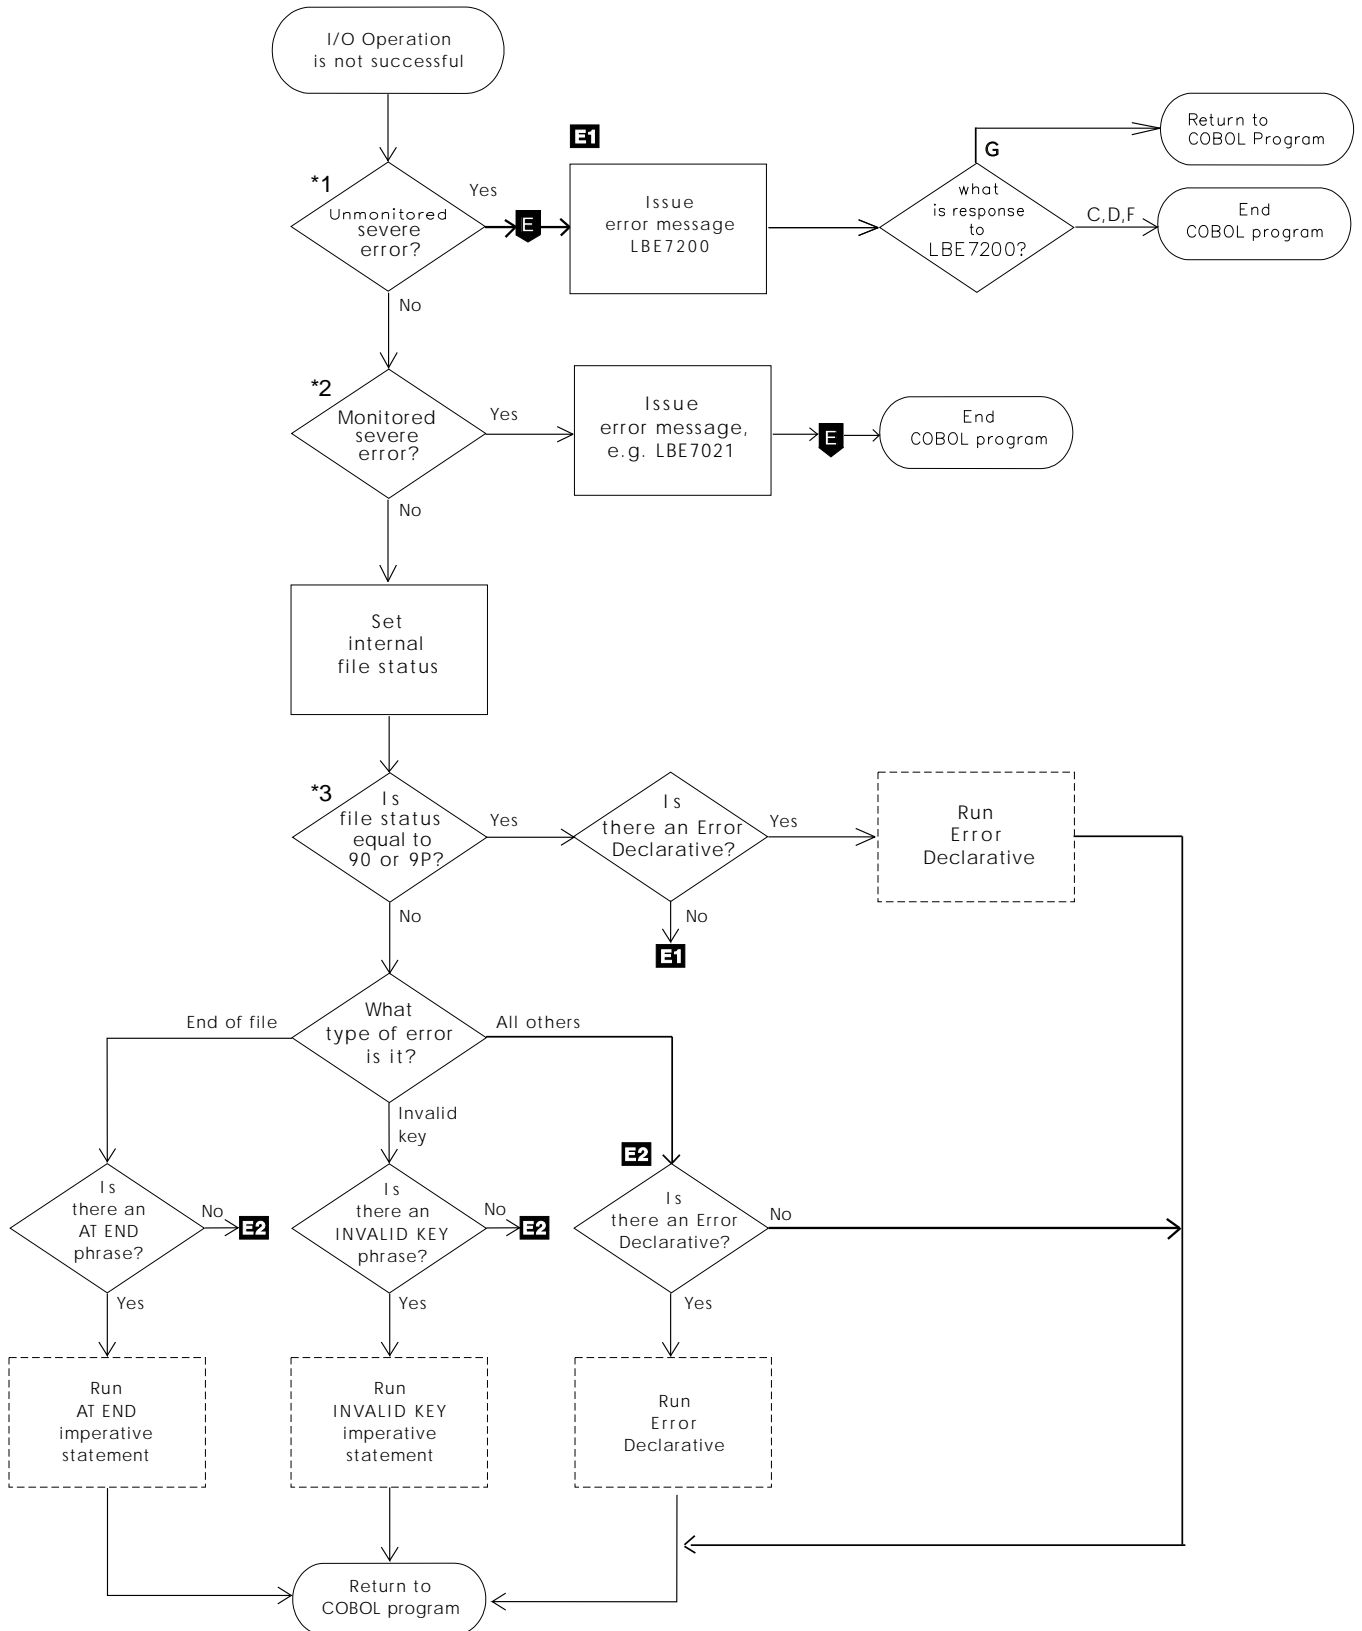 I/O Operation
is not successful
*1
Unmonitored
severe
error?
Yes
E
E1
Issue
error message
LBE7200
what
is response
to
LBE7200?
G
Return to
COBOL Program
C,D,F
End
COBOL program
No
*2
Monitored
severe
error?
Yes
Issue
error message,
e.g. LBE7021
E
End
COBOL program
No
Set
internal
file status
*3
Is
file status
equal to
90 or 9P?
Yes
Is
there an Error
Declarative?
Yes
Run
Error
Declarative
No
No
E1
What
type of error
is it?
End of file
All others
Invalid
key
E2
Is
there an
AT END
phrase?
No
E2
Is
there an
INVALID KEY
phrase?
No
E2
Is
there an Error
Declarative?
No
Yes
Yes
Yes
Run
AT END
imperative
statement
Run
INVALID KEY
imperative
statement
Run
Error
Declarative
Return to
COBOL program